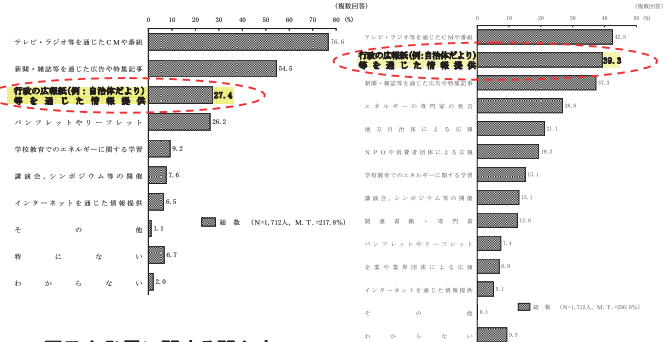 (複数回答)
0 10 20 30 40 50 60 70 80 (%)
テレビ・ラジオ等を通じたCMや番組 76.6
新聞・雑誌等を通じた広告や特集記事 54.5
行政の広報紙(例:自治体だより)
等を通じた情報提供 27.4
パンフレットやリーフレット 26.2
学校教育でのエネルギーに関する学習 9.2
講演会,シンポジウム等の開催 7.6
インターネットを通じた情報提供 6.5
その他 1.1
特にない 6.7
わからない 2.0
総数 (N=1,712人, M.T.=217.8%)
(複数回答)
0 10 20 30 40 50 (%)
テレビ・ラジオ等を通じたCMや番組 42.5
行政の広報紙(例:自治体だより)
等を通じた情報提供 39.3
新聞・雑誌等を通じた広告や特集記事 37.3
エネルギーの専門家の発言 26.8
地方自治体による広報 21.1
NPOや消費者団体による広報 19.3
学校教育でのエネルギーに関する学習 15.1
講演会,シンポジウム等の開催 13.1
関連書籍・専門書 12.6
パンフレットやリーフレット 7.4
企業や業界団体による広報 6.9
インターネットを通じた情報提供 5.1
その他 0.1
わからない 9.3
総数 (N=1,712人, M.T.=256.0%)